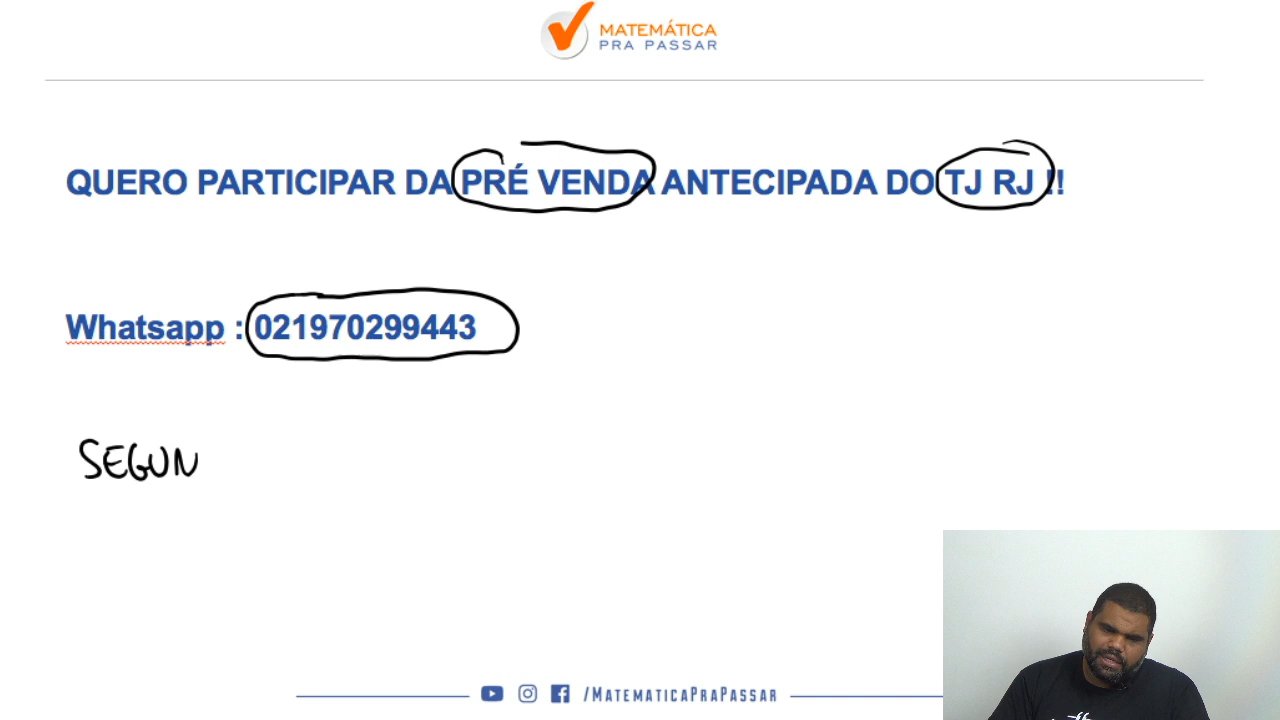 MATEMÁTICA
PRA PASSAR
QUERO PARTICIPAR DA PRÉ VENDA ANTECIPADA DO TJ RJ !!
Whatsapp : 021970299443
SEGUN
/MATEMATICAPRAPASSAR